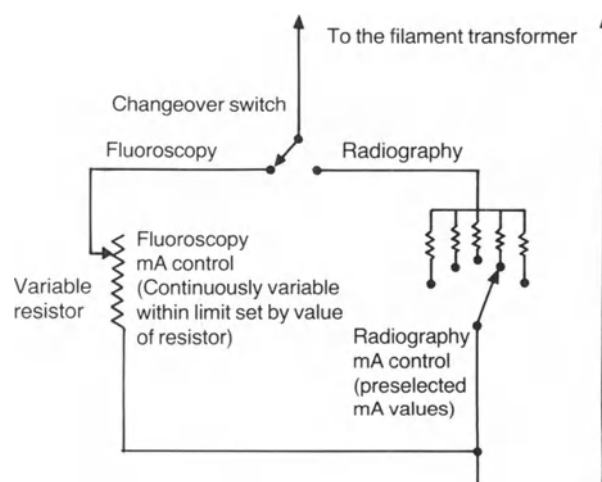 To the filament transformer
Changeover switch
Fluoroscopy
Radiography
Fluoroscopy
mA control
(Continuously variable
within limit set by value
of resistor)
Variable
resistor
Radiography
mA control
(preselected
mA values)